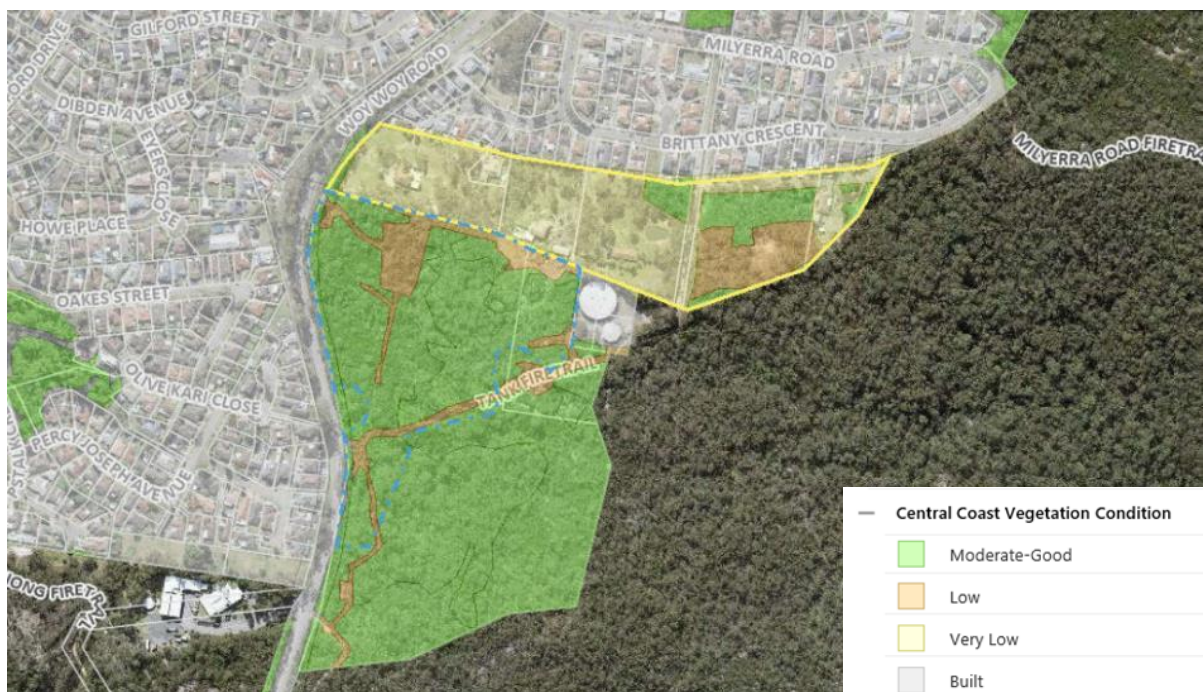 GILFORD STREET
WOY WOY ROAD
MILYERRA ROAD
DIBDEN AVENUE
EYERS CLOSE
BRITTANY CRESCENT
HOWE PLACE
OAKES STREET
OLIVE KARI CLOSE
PERCY JOSEPH AVENUE
TANK FIRETRAIL
MILYERRA ROAD FIRETRA
Central Coast Vegetation Condition
Moderate-Good
Low
Very Low
Built